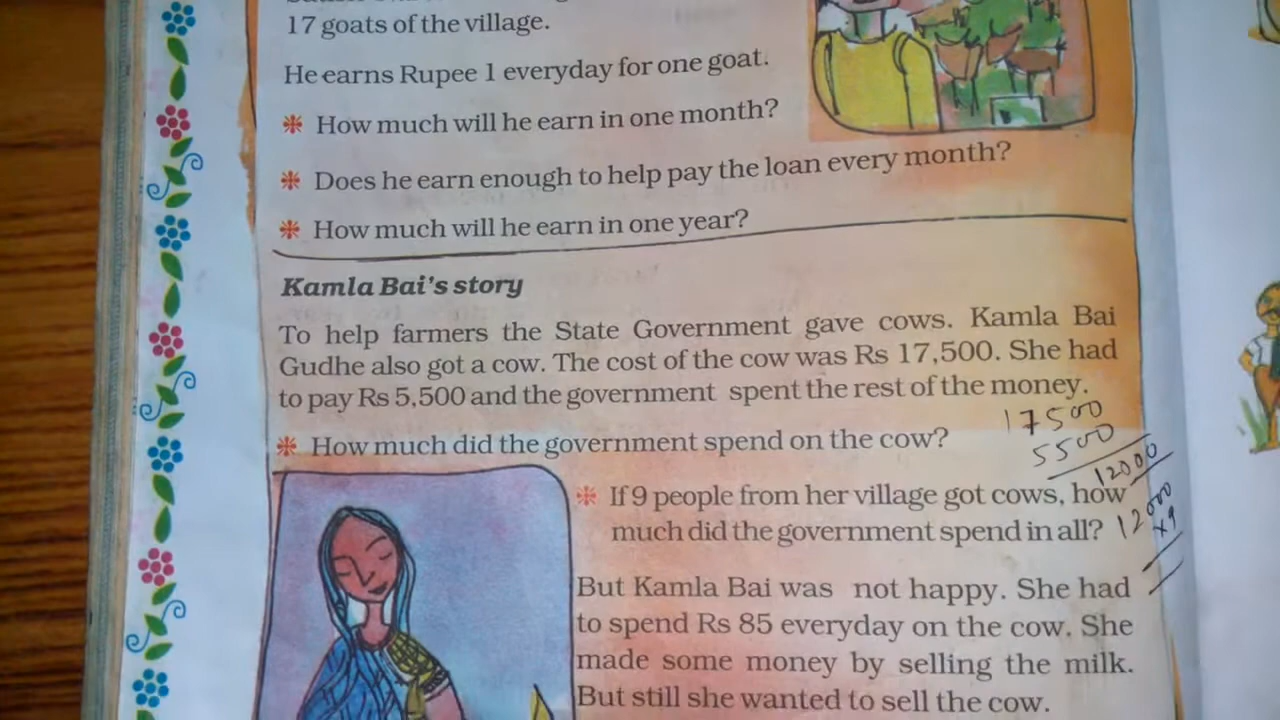 17 goats of the village.
He earns Rupee 1 everyday for one goat.
How much will he earn in one month?
Does he earn enough to help pay the loan every month?
How much will he earn in one year?
Kamla Bai's story
To help farmers the State Government gave cows. Kamla Bai
Gudhe also got a cow. The cost of the cow was Rs 17,500. She had
to pay Rs 5,500 and the government spent the rest of the money.
How much did the government spend on the cow?
17500
5500
12000
If 9 people from her village got cows, how
much did the government spend in all?
12000
x9
But Kamla Bai was not happy. She had
to spend Rs 85 everyday on the cow. She
made some money by selling the milk.
But still she wanted to sell the cow.